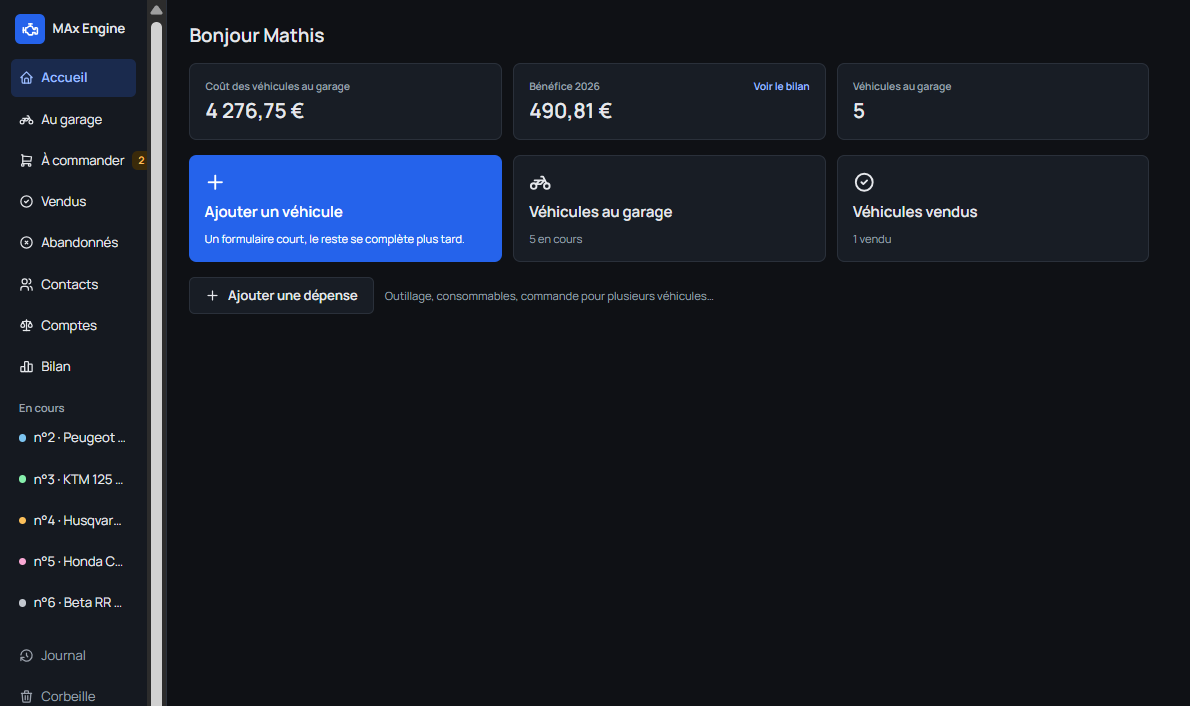 MAx Engine
Accueil
Au garage
À commander 2
Vendus
Abandonnés
Contacts
Comptes
Bilan
En cours
n°2 · Peugeot ...
n°3 · KTM 125 ...
n°4 · Husqvar...
n°5 · Honda C...
n°6 · Beta RR ...
Journal
Corbeille
Bonjour Mathis
Coût des véhicules au garage
4 276,75 €
Bénéfice 2026
Voir le bilan
490,81 €
Véhicules au garage
5
Ajouter un véhicule
Un formulaire court, le reste se complète plus tard.
Véhicules au garage
5 en cours
Véhicules vendus
1 vendu
Ajouter une dépense
Outillage, consommables, commande pour plusieurs véhicules...